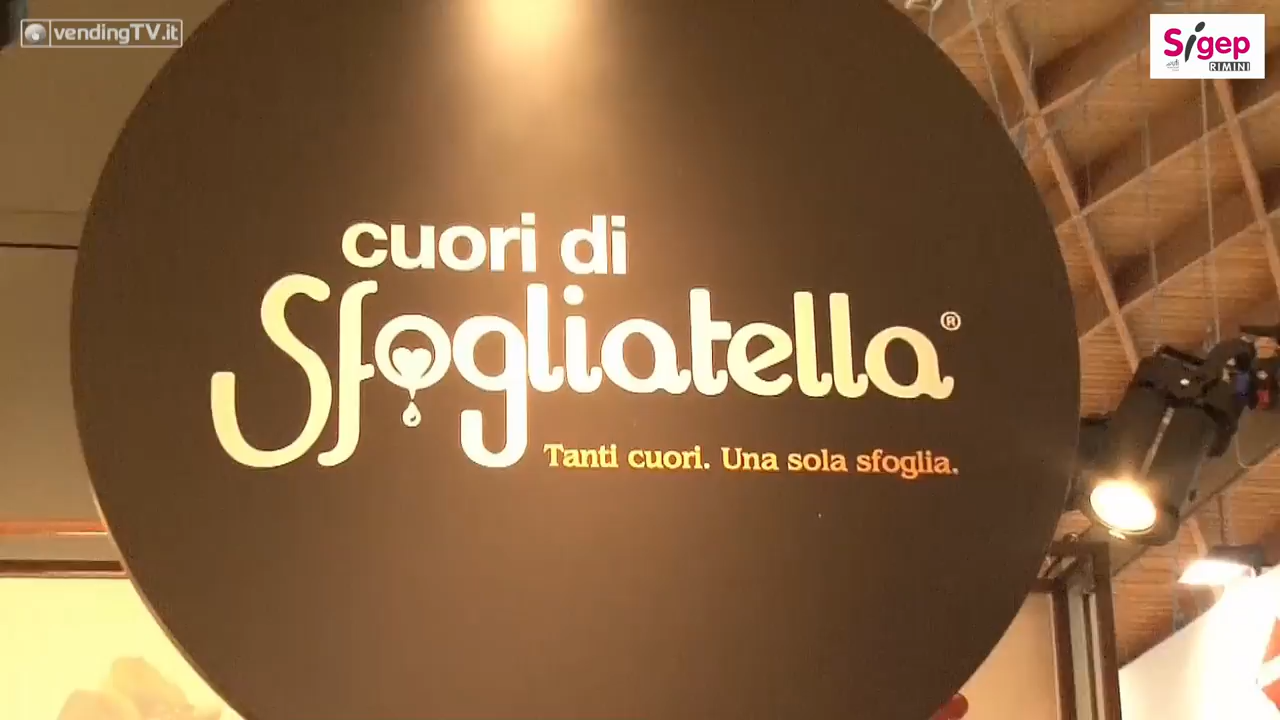 vendingTV.it
Sigep
RIMINI
cuori di
Sfogliatella ®
Tanti cuori. Una sola sfoglia.